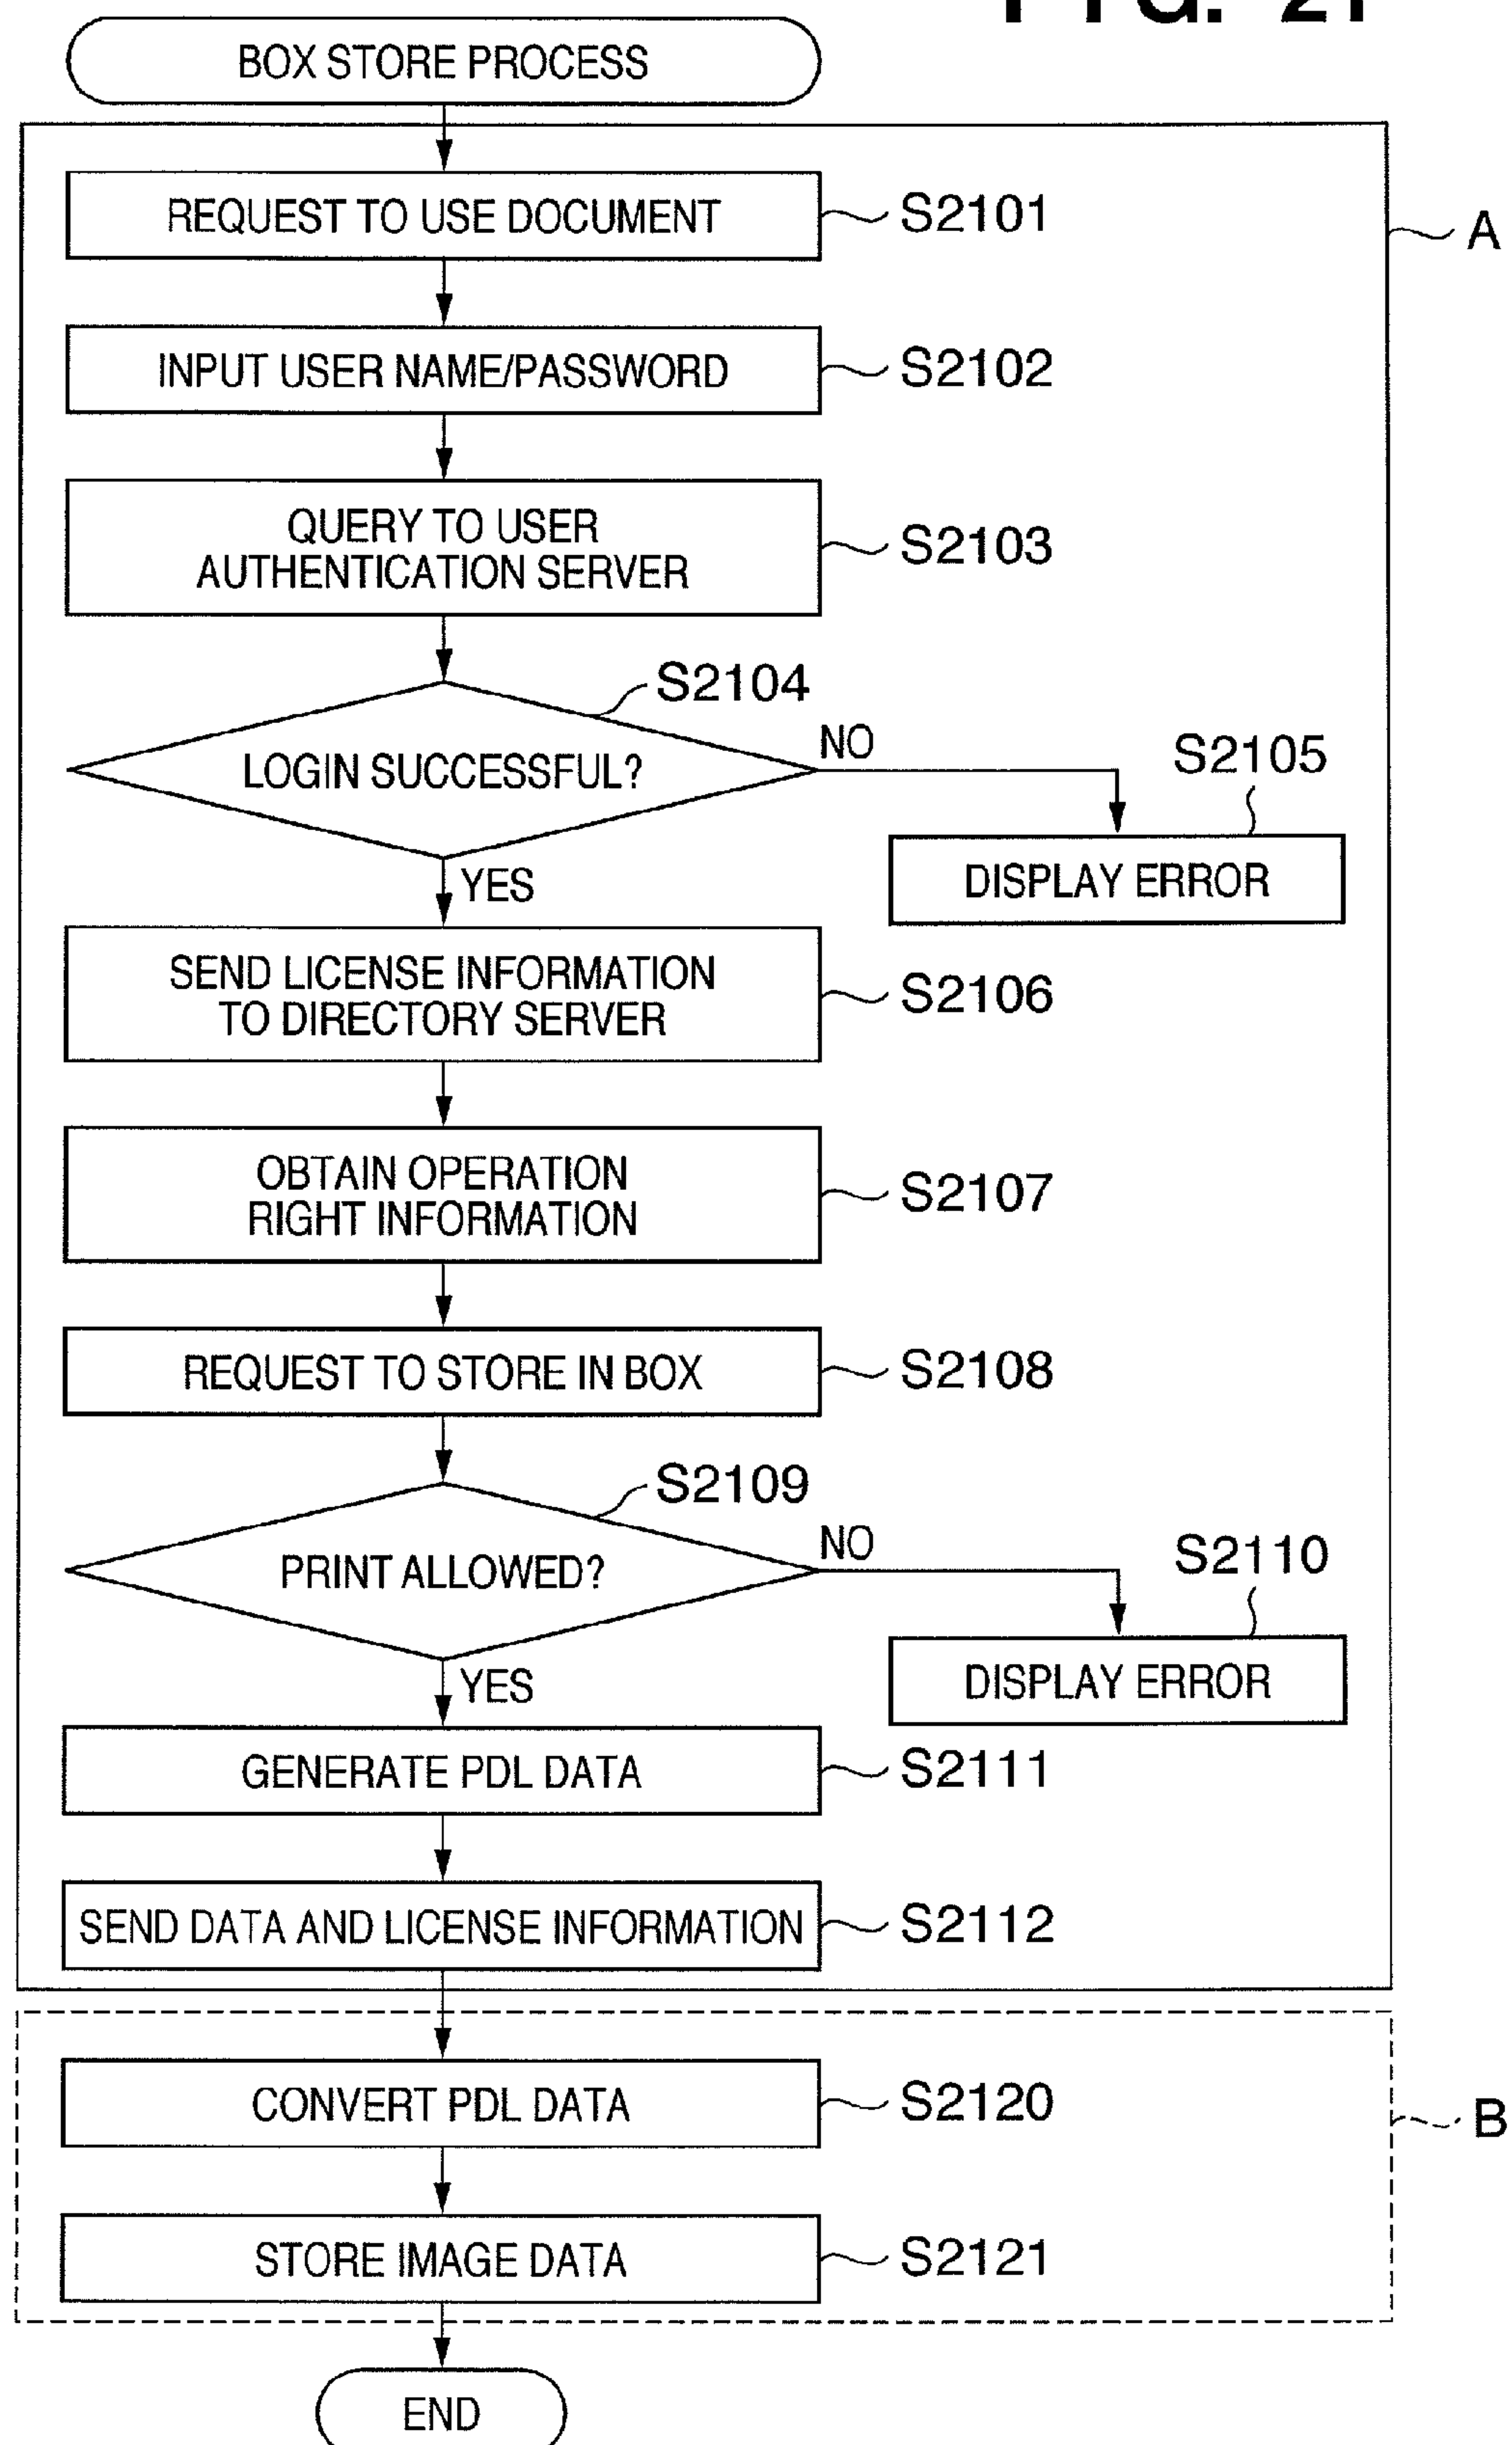 FIG. 21
BOX STORE PROCESS
REQUEST TO USE DOCUMENT
S2101
A
INPUT USER NAME/PASSWORD
S2102
QUERY TO USER
AUTHENTICATION SERVER
S2103
S2104
LOGIN SUCCESSFUL?
NO
S2105
DISPLAY ERROR
YES
SEND LICENSE INFORMATION
TO DIRECTORY SERVER
S2106
OBTAIN OPERATION
RIGHT INFORMATION
S2107
REQUEST TO STORE IN BOX
S2108
S2109
PRINT ALLOWED?
NO
S2110
DISPLAY ERROR
YES
GENERATE PDL DATA
S2111
SEND DATA AND LICENSE INFORMATION
S2112
CONVERT PDL DATA
S2120
B
STORE IMAGE DATA
S2121
END